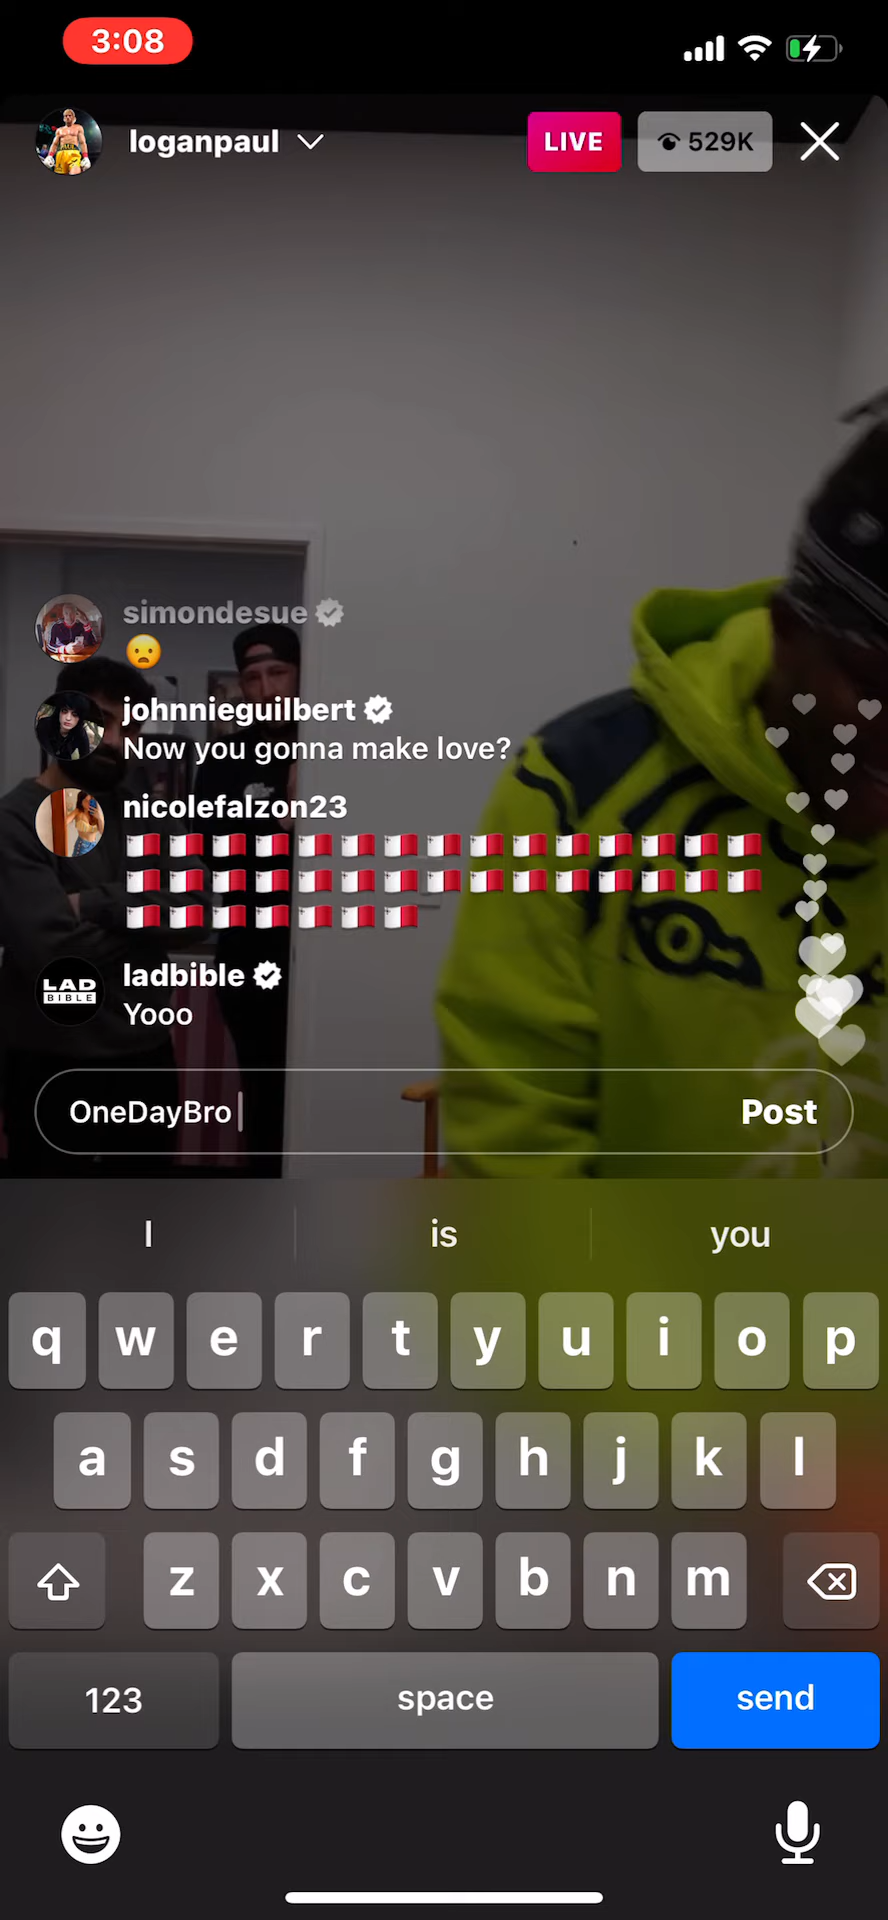 3:08
loganpaul
LIVE
529K
simondesue
😦
johnnieguilbert
Now you gonna make love?
nicolefalzon23
🇲🇹🇲🇹🇲🇹🇲🇹🇲🇹🇲🇹🇲🇹🇲🇹🇲🇹🇲🇹🇲🇹🇲🇹🇲🇹🇲🇹🇲🇹
🇲🇹🇲🇹🇲🇹🇲🇹🇲🇹🇲🇹🇲🇹🇲🇹🇲🇹🇲🇹🇲🇹🇲🇹🇲🇹🇲🇹🇲🇹
🇲🇹🇲🇹🇲🇹🇲🇹🇲🇹🇲🇹🇲🇹
LAD
BIBLE
ladbible
Yooo
OneDayBro
Post
I is you
q w e r t y u i o p
a s d f g h j k l
z x c v b n m
123 space send